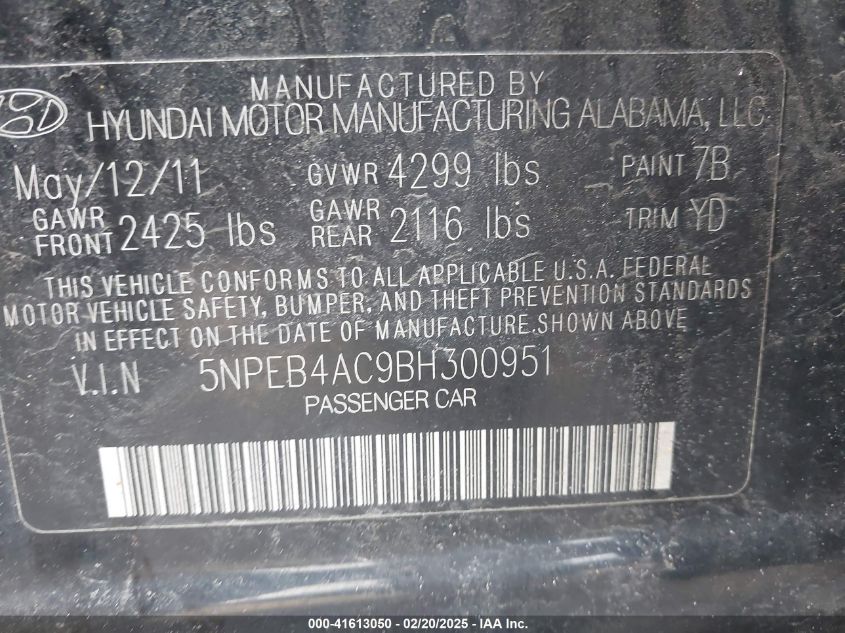 MANUFACTURED BY
HYUNDAI MOTOR MANUFACTURING ALABAMA, LLC
May/12/11 GVWR 4299 lbs PAINT 7B
GAWR FRONT 2425 lbs GAWR REAR 2116 lbs TRIM YD
THIS VEHICLE CONFORMS TO ALL APPLICABLE U.S.A. FEDERAL
MOTOR VEHICLE SAFETY, BUMPER, AND THEFT PREVENTION STANDARDS
IN EFFECT ON THE DATE OF MANUFACTURE.SHOWN ABOVE
V.I.N 5NPEB4AC9BH300951
PASSENGER CAR
000-41613050 — 02/20/2025 — IAAI.com